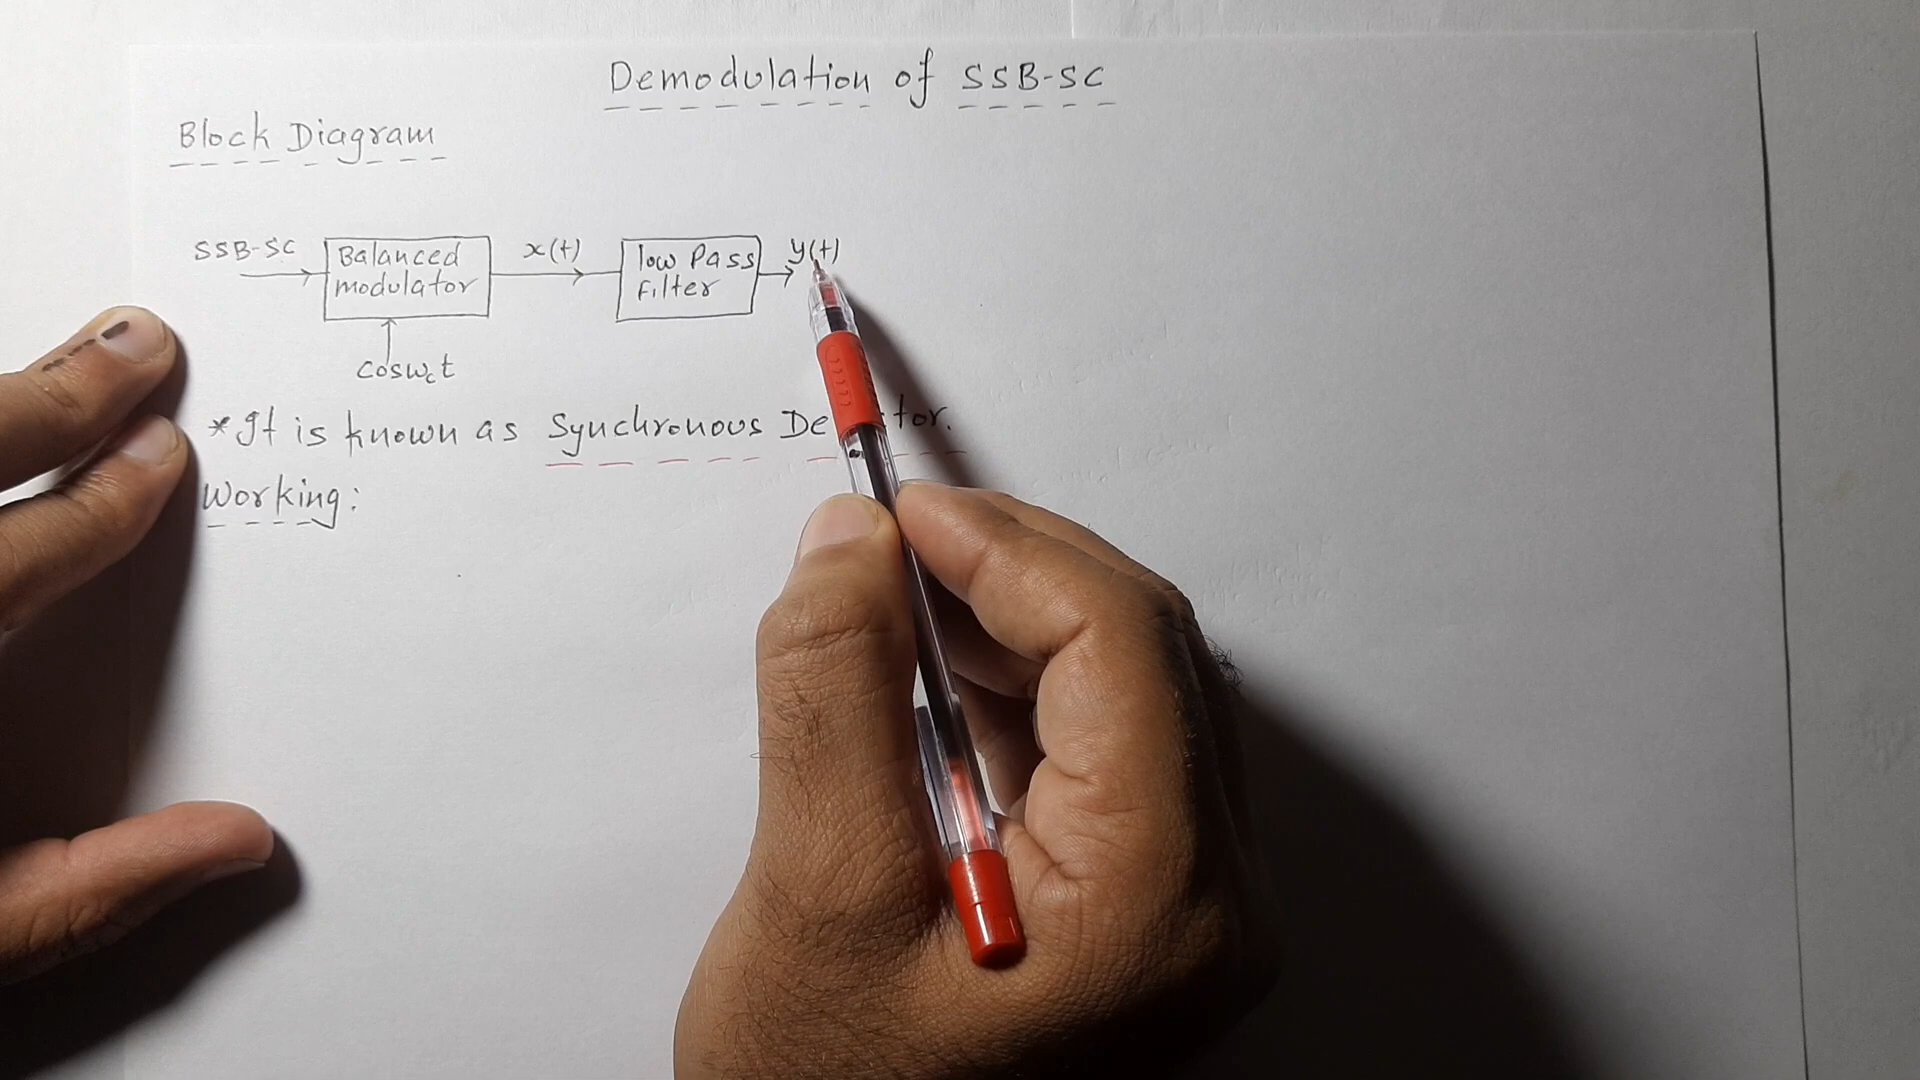 Demodulation of SSB-SC
Block Diagram
SSB-SC
Balanced
modulator
x(t)
low Pass
Filter
y(t)
Cosωct
*It is known as Synchronous
Working: